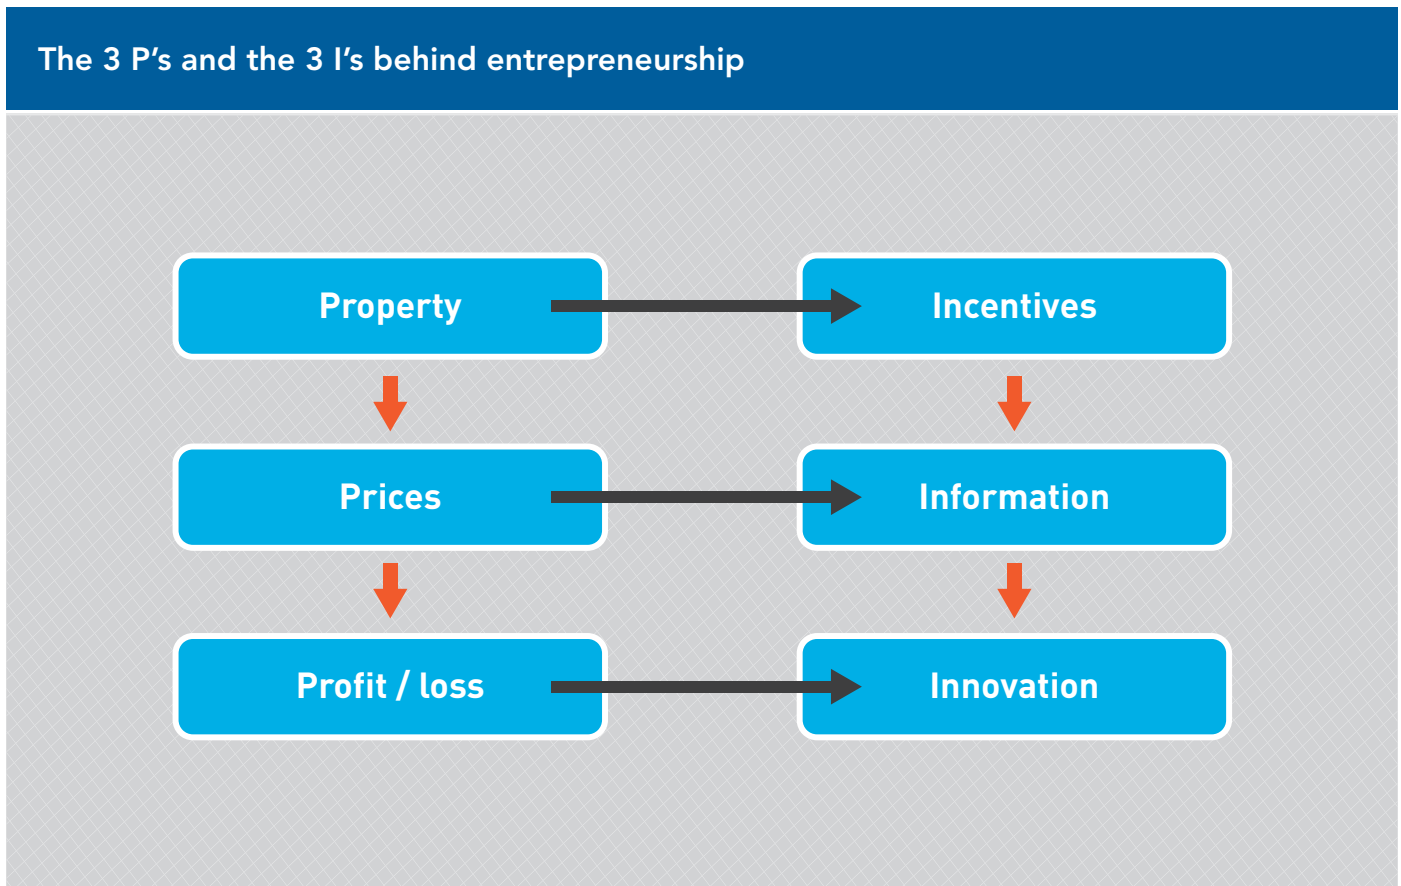 The 3 P’s and the 3 I’s behind entrepreneurship
Property
Incentives
Prices
Information
Profit / loss
Innovation